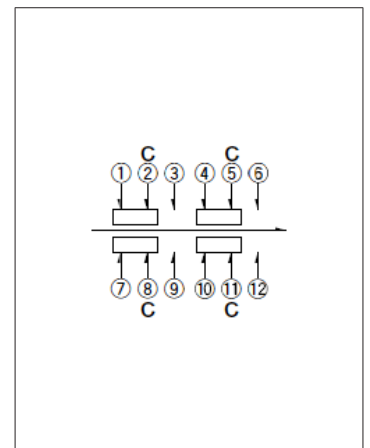 C C
① ② ③ ④ ⑤ ⑥
⑦ ⑧ ⑨ ⑩ ⑪ ⑫
C C